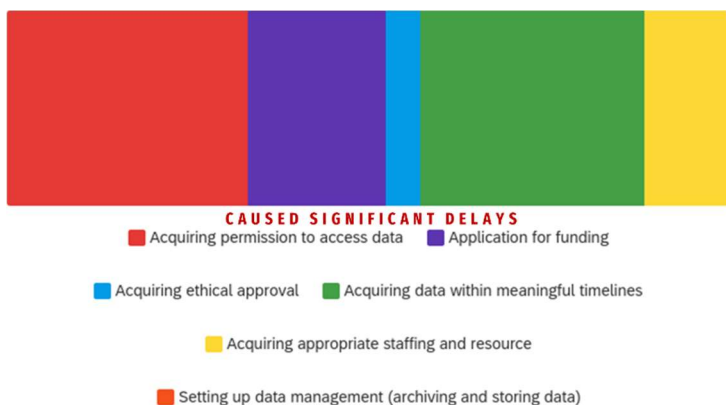 CAUSED SIGNIFICANT DELAYS
Acquiring permission to access data Application for funding
Acquiring ethical approval Acquiring data within meaningful timelines
Acquiring appropriate staffing and resource
Setting up data management (archiving and storing data)